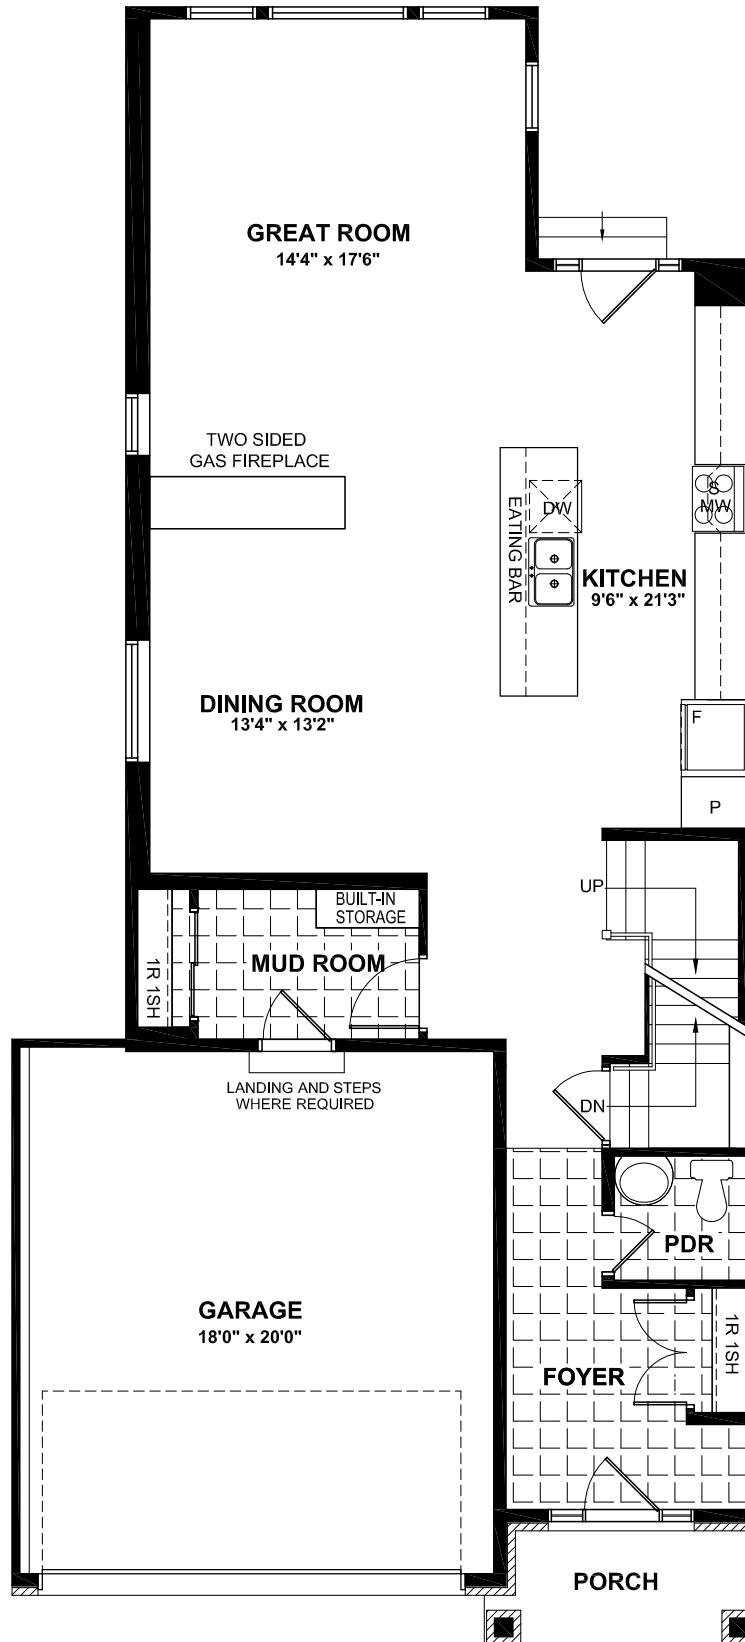 GREAT ROOM
14'4" x 17'6"
TWO SIDED
GAS FIREPLACE
S
MW
DW
EATING BAR
KITCHEN
9'6" x 21'3"
DINING ROOM
13'4" x 13'2"
F
P
UP
BUILT-IN
STORAGE
MUD ROOM
1R 1SH
LANDING AND STEPS
WHERE REQUIRED
DN
PDR
GARAGE
18'0" x 20'0"
1R 1SH
FOYER
PORCH